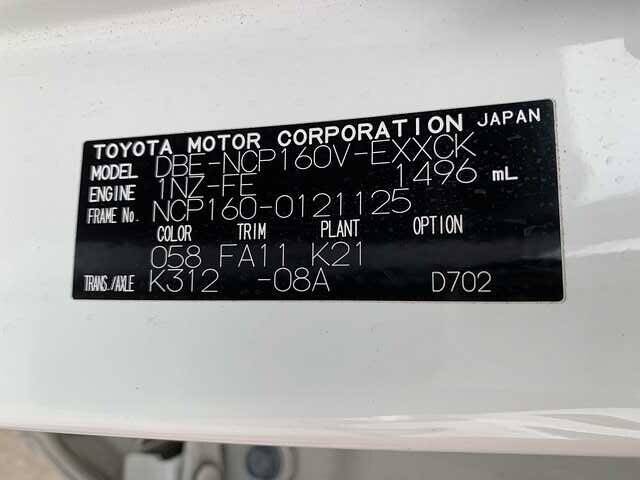 TOYOTA MOTOR CORPORATION JAPAN
MODEL DBE-NCP160V-EXXCK
ENGINE 1NZ-FE 1496 mL
FRAME No. NCP160-0121125
COLOR TRIM PLANT OPTION
058 FA11 K21
TRANS./AXLE K312 -08A D702